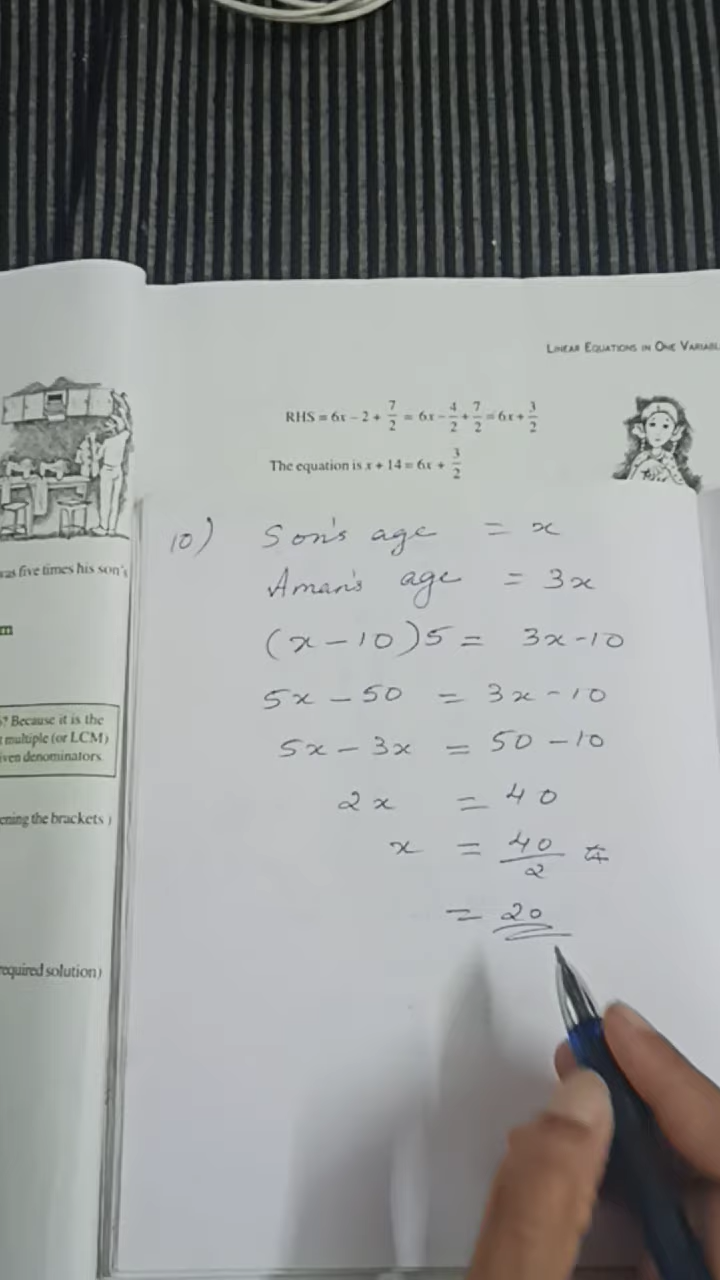 LINEAR EQUATIONS IN ONE
RHS = 6x − 2 + 7/2 = 6x − 4/2 + 7/2 = 6x + 3/2
The equation is x + 14 = 6x + 3/2
was five times his son's
? Because it is the
multiple (or LCM)
denominators
the brackets )
required solution)
10) Son's age = x
Aman's age = 3x
(x − 10)5 = 3x − 10
5x − 50 = 3x − 10
5x − 3x = 50 − 10
2x = 40
x = 40/2
= 20